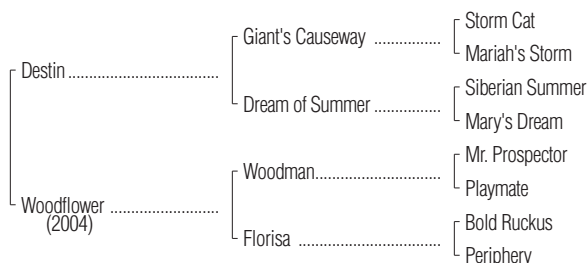 Storm Cat
Giant's Causeway
Mariah's Storm
Destin
Siberian Summer
Dream of Summer
Mary's Dream
Mr. Prospector
Woodman
Playmate
Woodflower
(2004)
Bold Ruckus
Florisa
Periphery